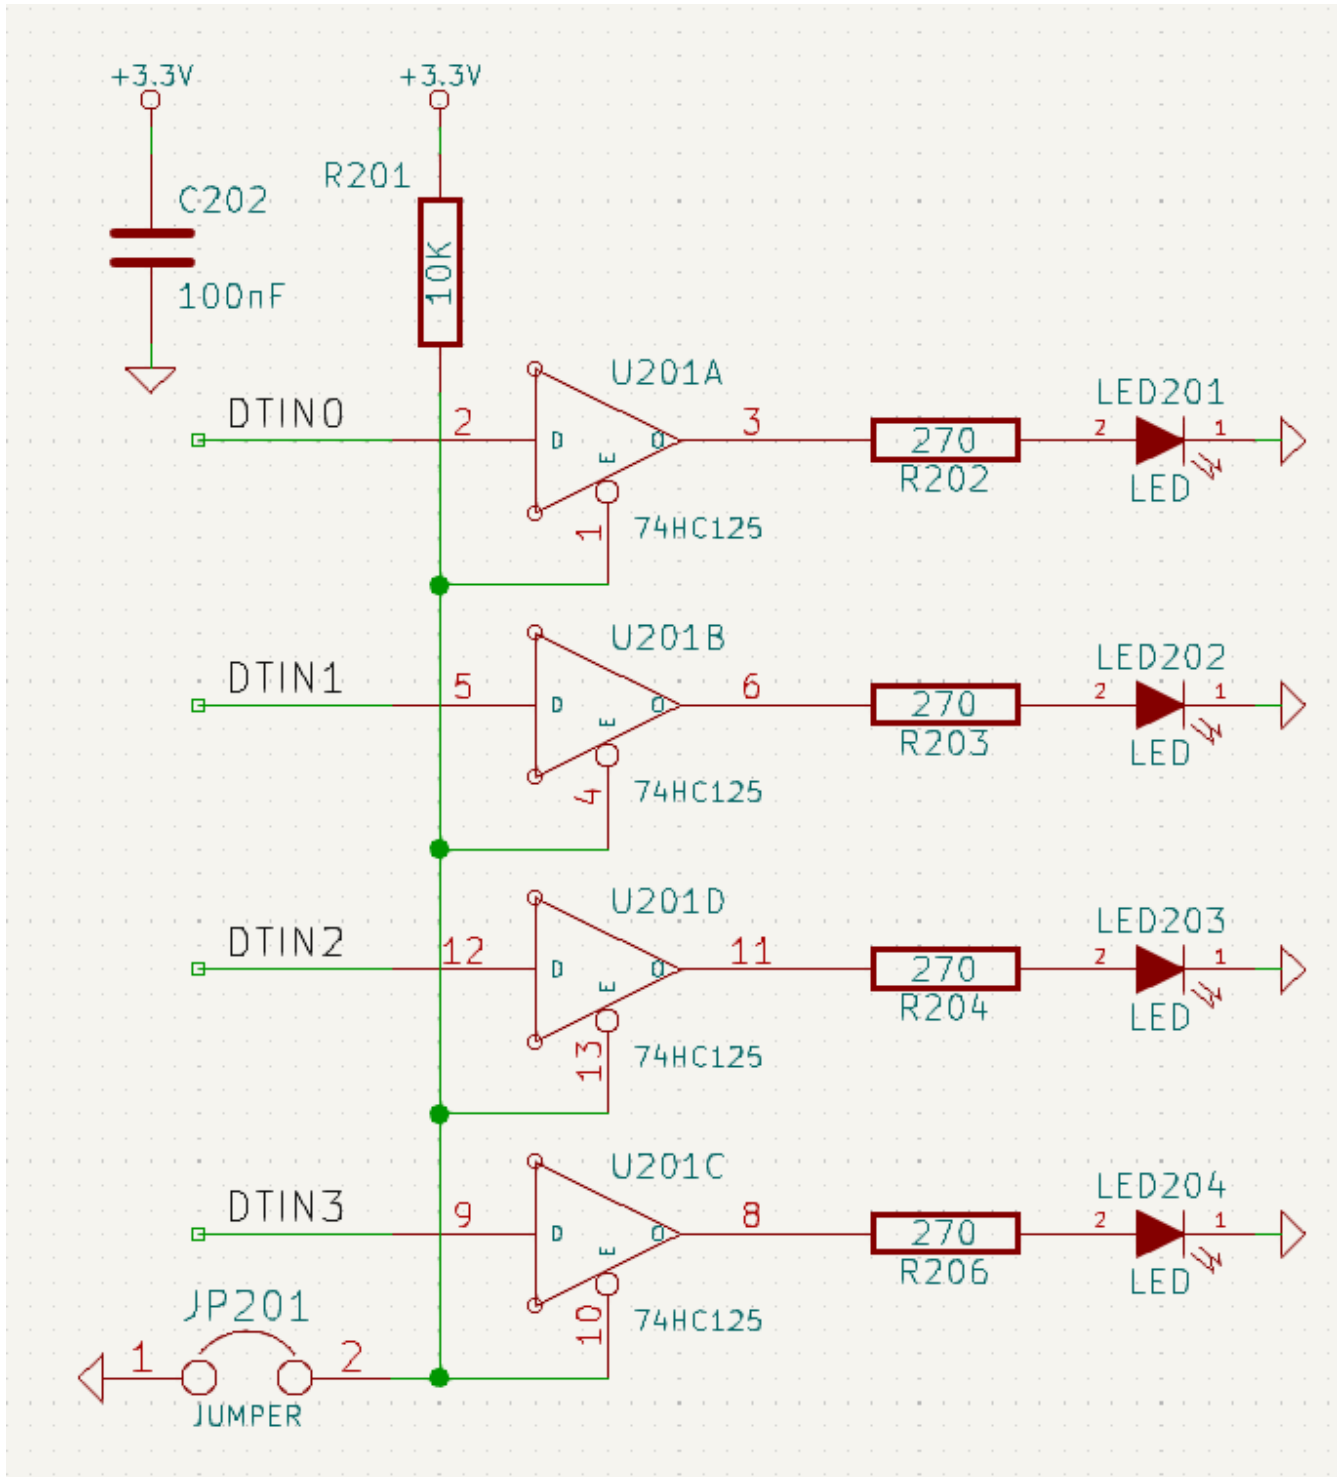 +3.3V
+3.3V
C202
100nF
R201
10K
DTIN0
2
D
E
O
1
U201A
74HC125
3
270
R202
2
LED201
1
LED
DTIN1
5
D
E
O
4
U201B
74HC125
6
270
R203
2
LED202
1
LED
DTIN2
12
D
E
O
13
U201D
74HC125
11
270
R204
2
LED203
1
LED
DTIN3
9
D
E
O
10
U201C
74HC125
8
270
R206
2
LED204
1
LED
JP201
1
2
JUMPER